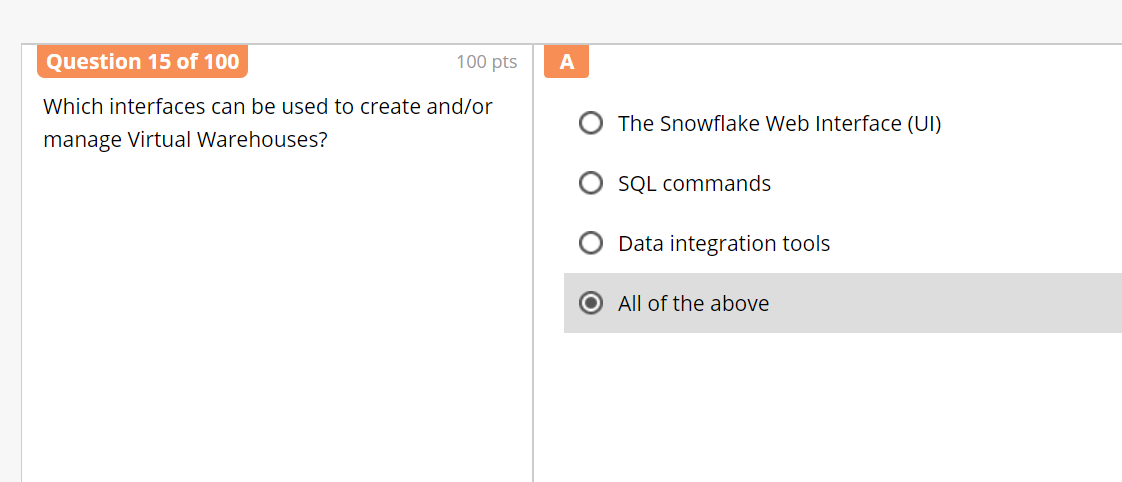 Question 15 of 100
100 pts
Which interfaces can be used to create and/or
manage Virtual Warehouses?
A
The Snowflake Web Interface (UI)
SQL commands
Data integration tools
All of the above